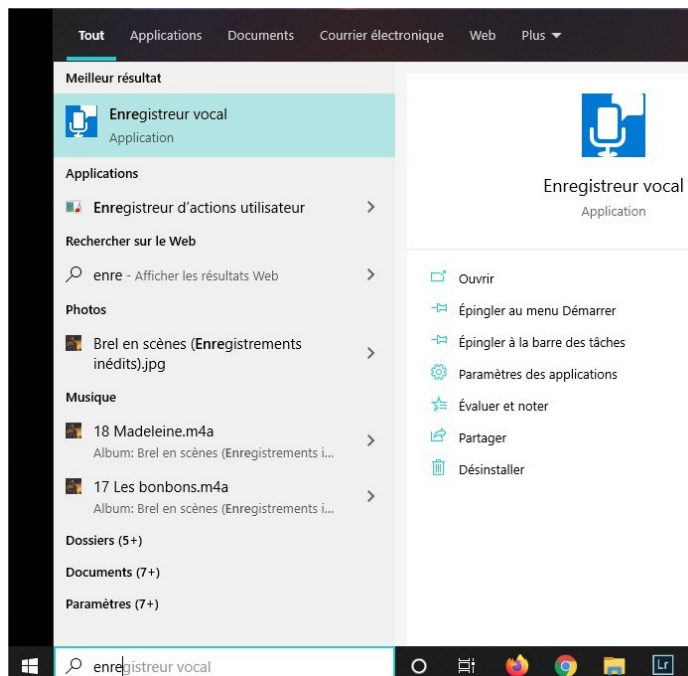 Tout Applications Documents Courrier électronique Web Plus
Meilleur résultat
Enregistreur vocal
Application
Applications
Enregistreur d'actions utilisateur
Rechercher sur le Web
enre - Afficher les résultats Web
Photos
Brel en scènes (Enregistrements
inédits).jpg
Musique
18 Madeleine.m4a
Album: Brel en scènes (Enregistrements i...
17 Les bonbons.m4a
Album: Brel en scènes (Enregistrements i...
Dossiers (5+)
Documents (7+)
Paramètres (7+)
Enregistreur vocal
Application
Ouvrir
Épingler au menu Démarrer
Épingler à la barre des tâches
Paramètres des applications
Évaluer et noter
Partager
Désinstaller
enregistreur vocal
Lr